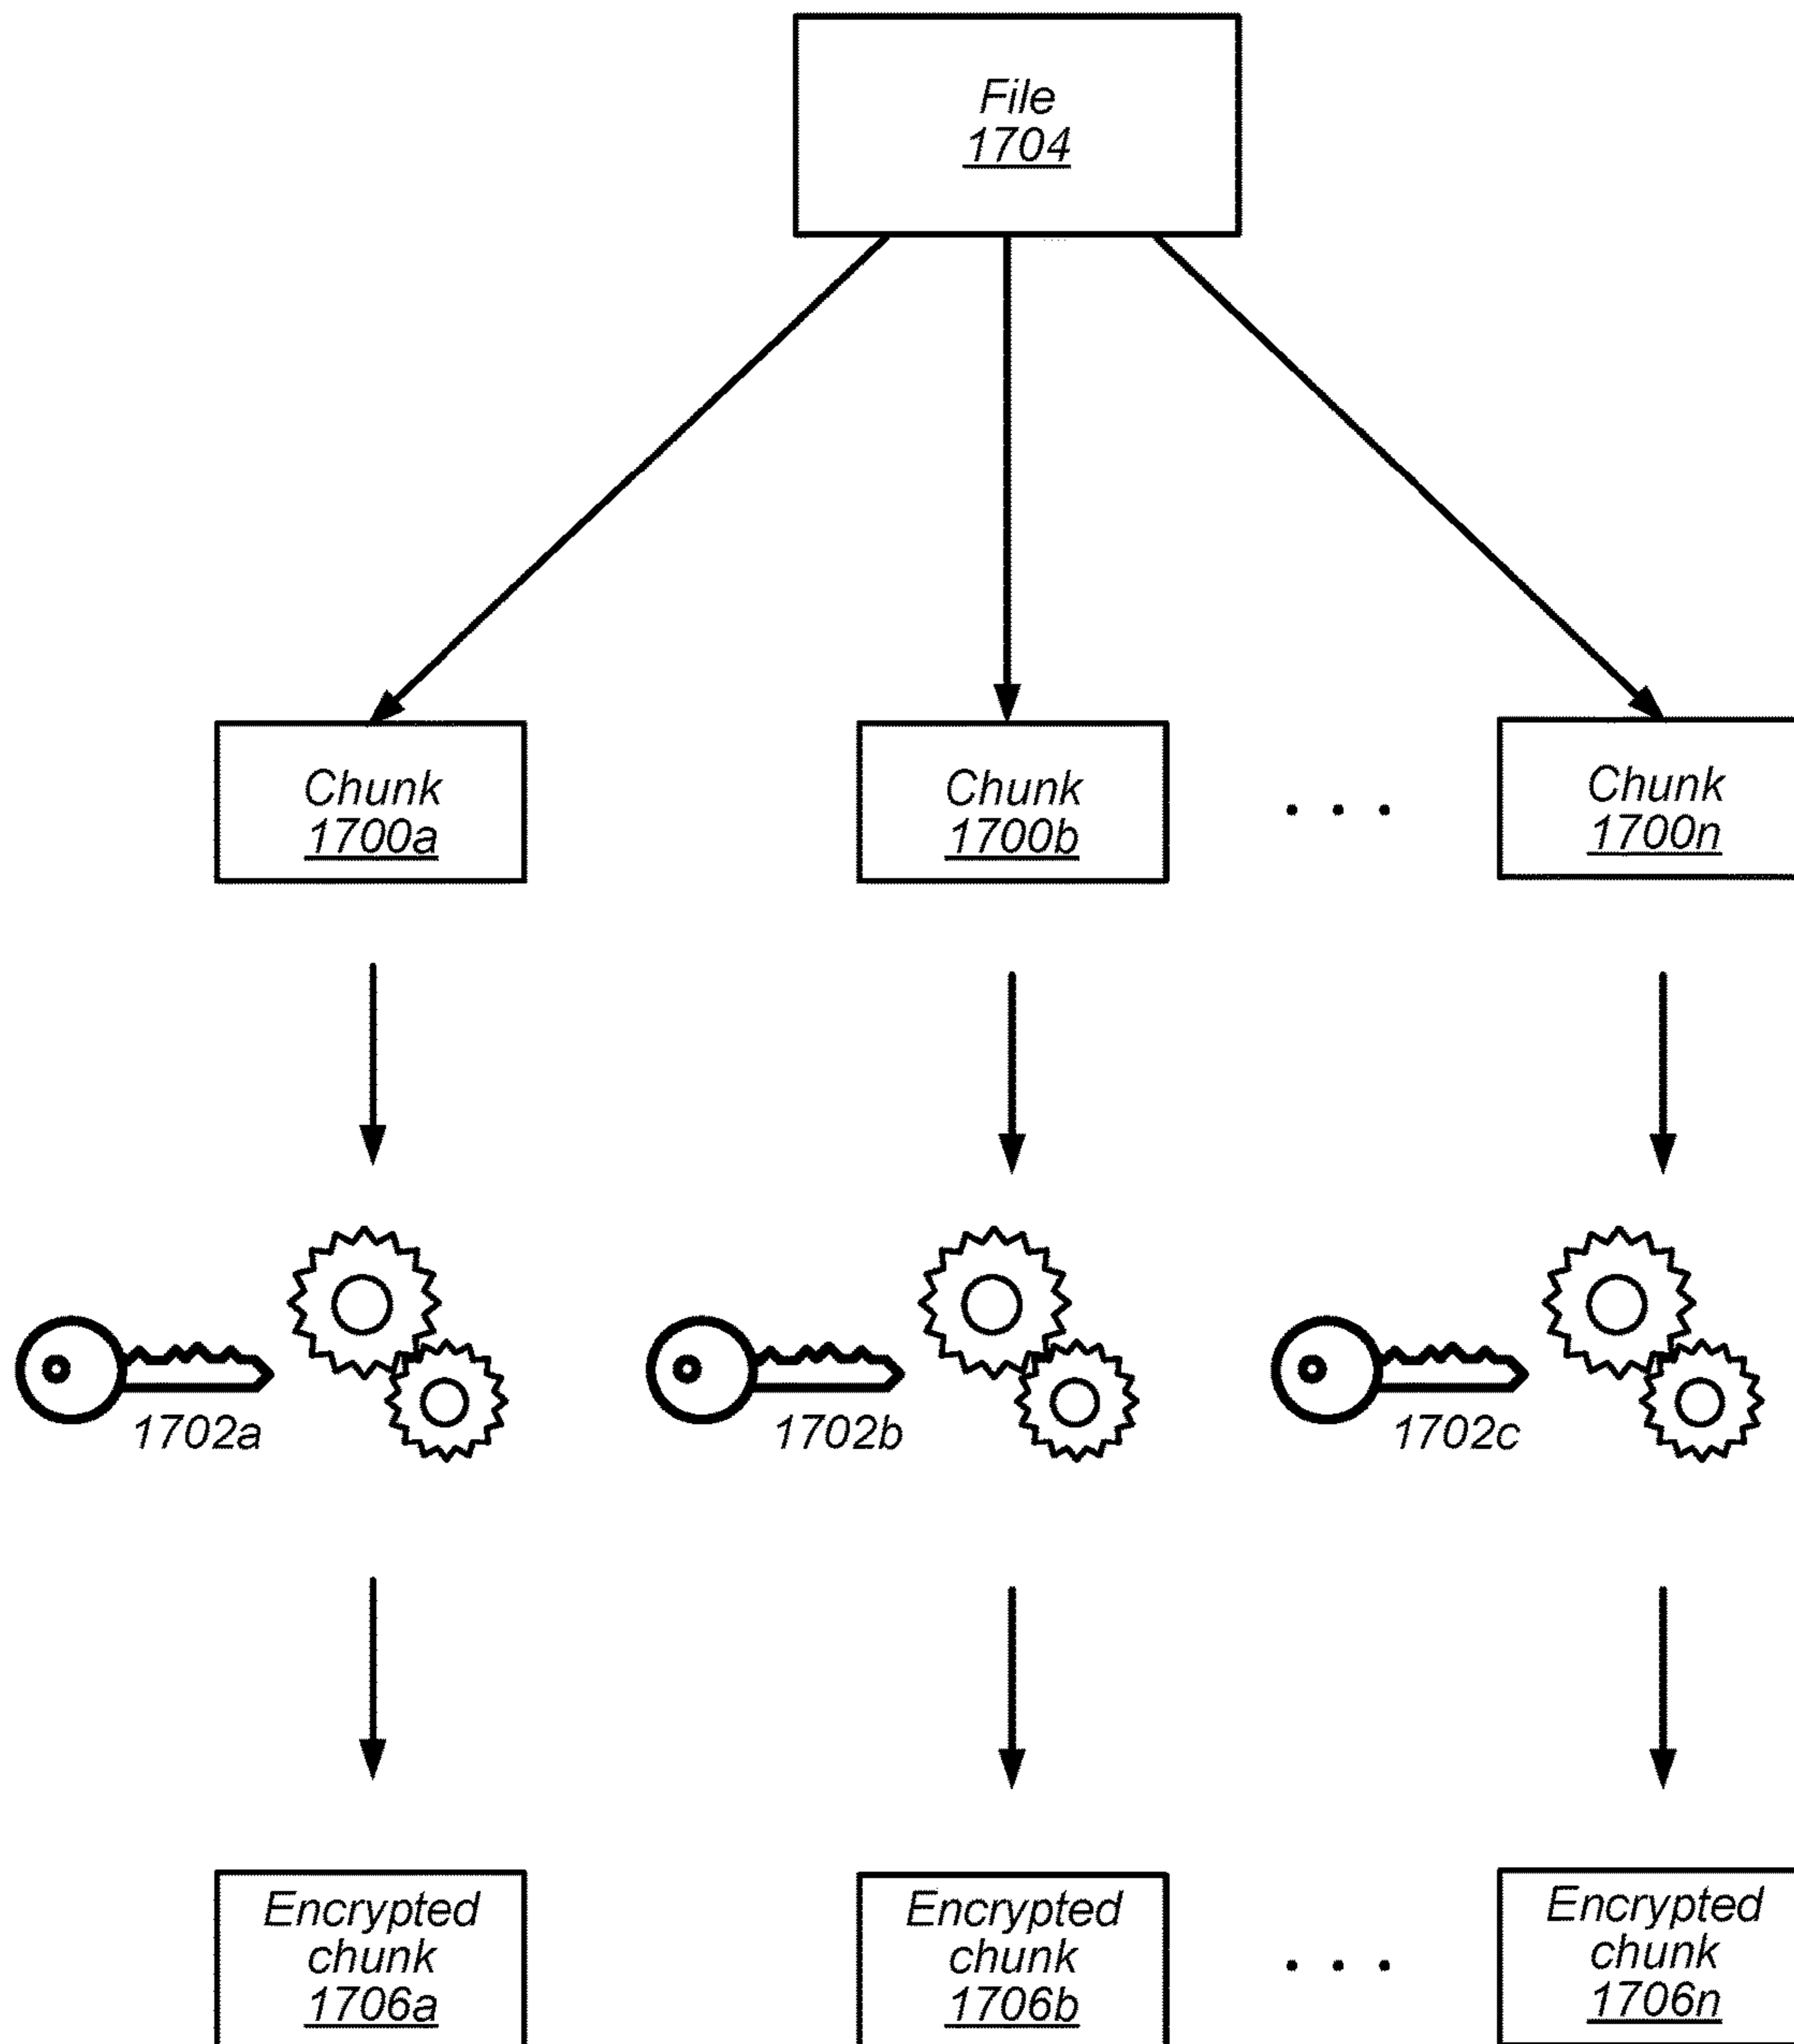 File
1704
Chunk
1700a
Chunk
1700b
. . .
Chunk
1700n
1702a
1702b
1702c
Encrypted
chunk
1706a
Encrypted
chunk
1706b
. . .
Encrypted
chunk
1706n